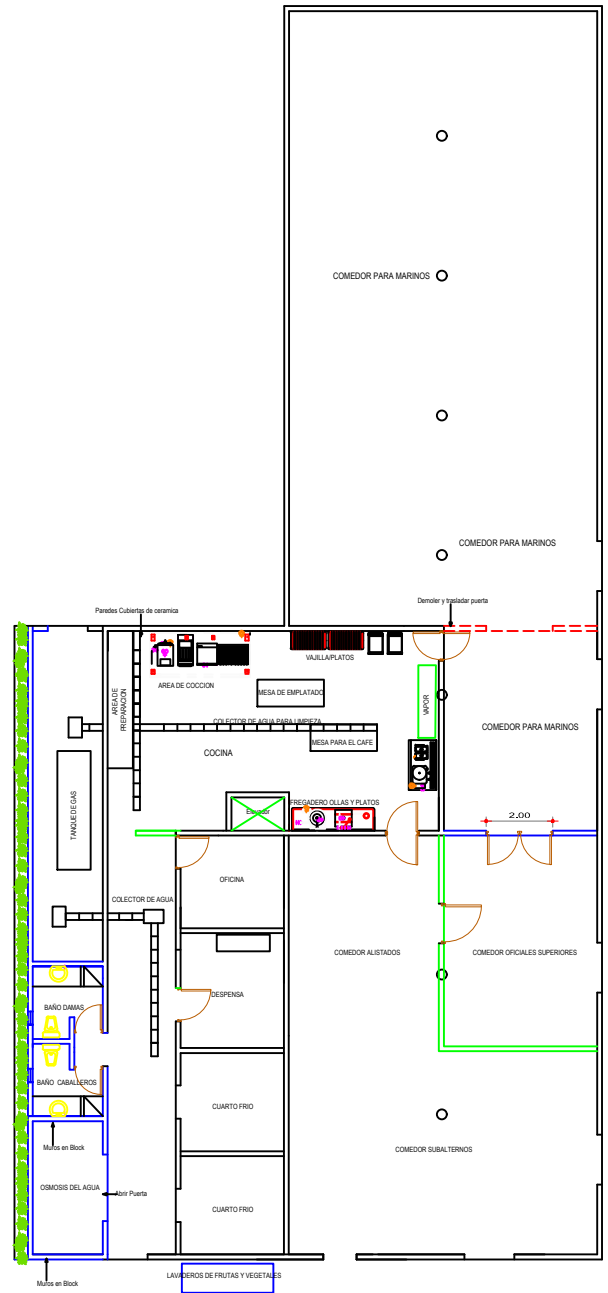 COMEDOR PARA MARINOS
COMEDOR PARA MARINOS
Demoler y trasladar puerta
Paredes Cubiertas de ceramica
VAJILLA/PLATOS
AREA DE COCCION
AREA DE
PREPARACION
MESA DE EMPLATADO
VAPOR
COLECTOR DE AGUA PARA LIMPIEZA
COMEDOR PARA MARINOS
MESA PARA EL CAFE
COCINA
TANQUE DE GAS
Elevador
FREGADERO OLLAS Y PLATOS
2.00
OFICINA
COLECTOR DE AGUA
COMEDOR ALISTADOS
COMEDOR OFICIALES SUPERIORES
DESPENSA
BAÑO DAMAS
BAÑO CABALLEROS
CUARTO FRIO
Muros en Block
COMEDOR SUBALTERNOS
OSMOSIS DEL AGUA
Abrir Puerta
CUARTO FRIO
LAVADEROS DE FRUTAS Y VEGETALES
Muros en Block